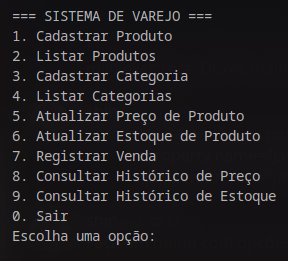 === SISTEMA DE VAREJO ===
1. Cadastrar Produto
2. Listar Produtos
3. Cadastrar Categoria
4. Listar Categorias
5. Atualizar Preço de Produto
6. Atualizar Estoque de Produto
7. Registrar Venda
8. Consultar Histórico de Preço
9. Consultar Histórico de Estoque
0. Sair
Escolha uma opção: